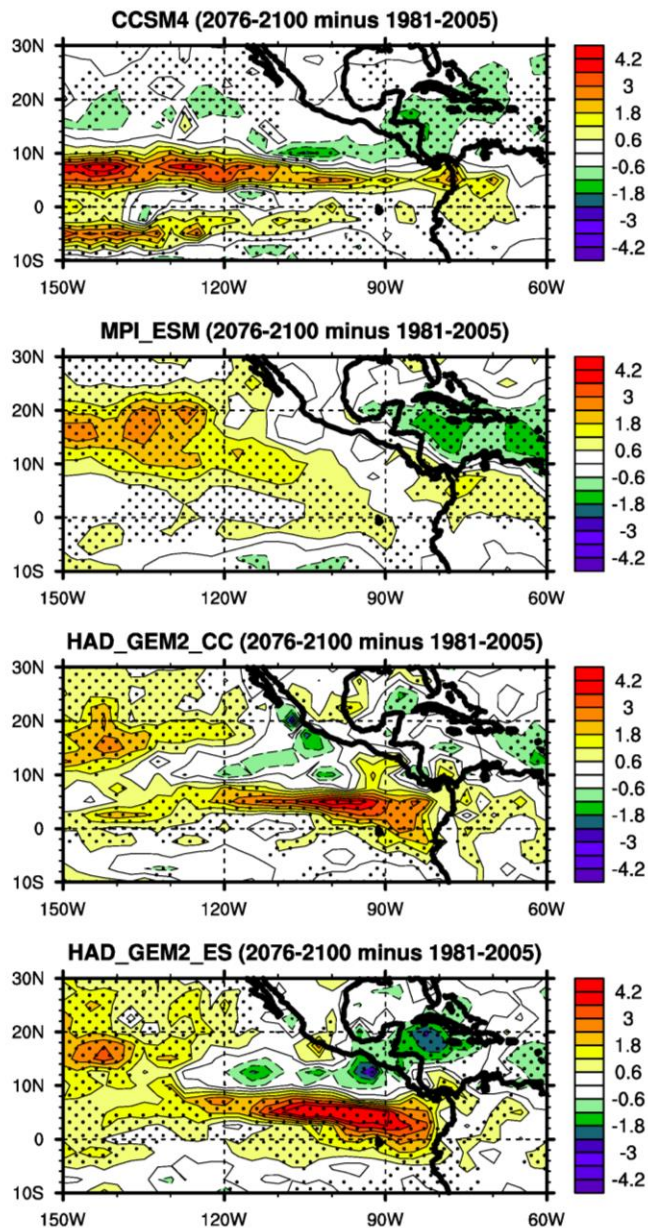 CCSM4 (2076-2100 minus 1981-2005)
30N
20N
10N
0
10S
150W
120W
90W
60W
4.2
3
1.8
0.6
-0.6
-1.8
-3
-4.2
MPI_ESM (2076-2100 minus 1981-2005)
30N
20N
10N
0
10S
150W
120W
90W
60W
4.2
3
1.8
0.6
-0.6
-1.8
-3
-4.2
HAD_GEM2_CC (2076-2100 minus 1981-2005)
30N
20N
10N
0
10S
150W
120W
90W
60W
4.2
3
1.8
0.6
-0.6
-1.8
-3
-4.2
HAD_GEM2_ES (2076-2100 minus 1981-2005)
30N
20N
10N
0
10S
150W
120W
90W
60W
4.2
3
1.8
0.6
-0.6
-1.8
-3
-4.2